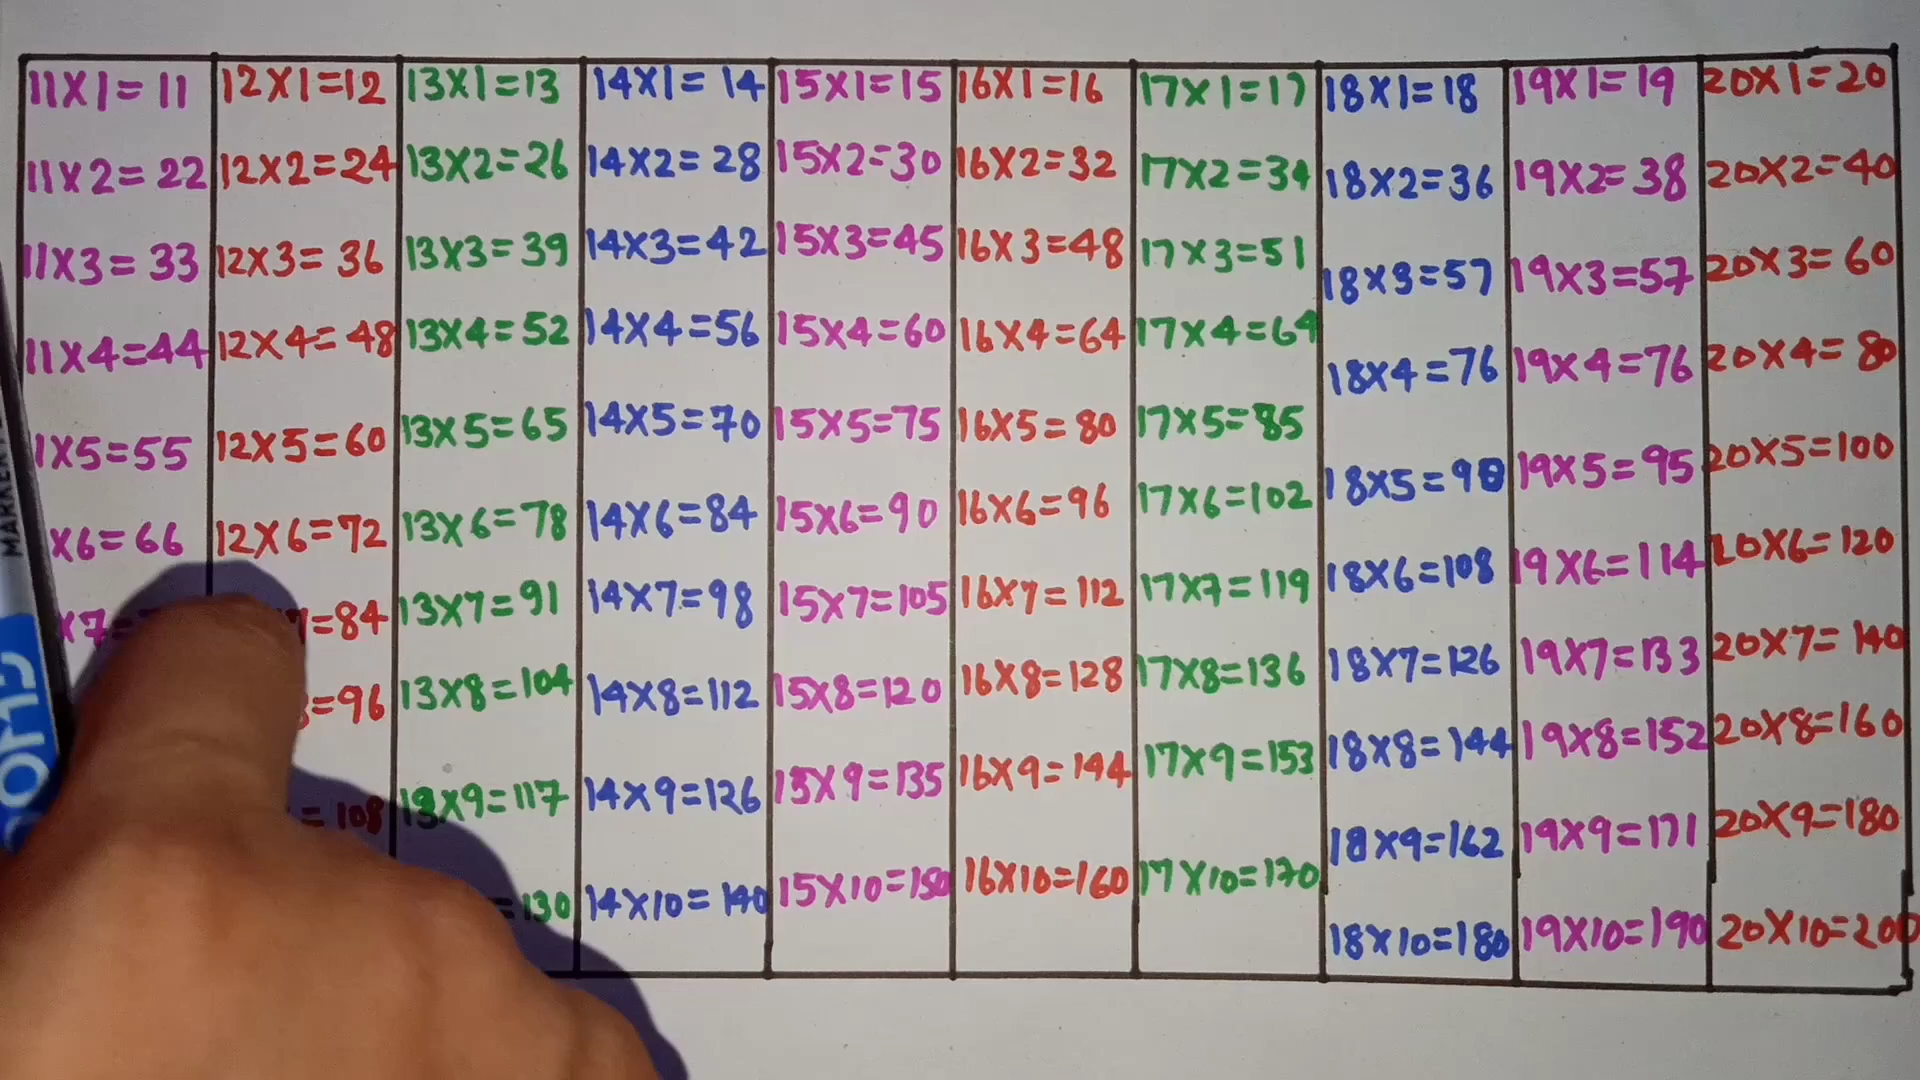 11X1=11
11X2=22
11X3=33
11X4=44
1X5=55
X6=66
X7=
12X1=12
12X2=24
12X3=36
12X4=48
12X5=60
12X6=72
=84
=96
=108
13X1=13
13X2=26
13X3=39
13X4=52
13X5=65
13X6=78
13X7=91
13X8=104
13X9=117
=130
14X1=14
14X2=28
14X3=42
14X4=56
14X5=70
14X6=84
14X7=98
14X8=112
14X9=126
14X10=140
15X1=15
15X2=30
15X3=45
15X4=60
15X5=75
15X6=90
15X7=105
15X8=120
15X9=135
15X10=150
16X1=16
16X2=32
16X3=48
16X4=64
16X5=80
16X6=96
16X7=112
16X8=128
16X9=144
16X10=160
17X1=17
17X2=34
17X3=51
17X4=64
17X5=85
17X6=102
17X7=119
17X8=136
17X9=153
17X10=170
18X1=18
18X2=36
18X3=57
18X4=76
18X5=90
18X6=108
18X7=126
18X8=144
18X9=162
18X10=180
19X1=19
19X2=38
19X3=57
19X4=76
19X5=95
19X6=114
19X7=133
19X8=152
19X9=171
19X10=190
20X1=20
20X2=40
20X3=60
20X4=80
20X5=100
20X6=120
20X7=140
20X8=160
20X9=180
20X10=200